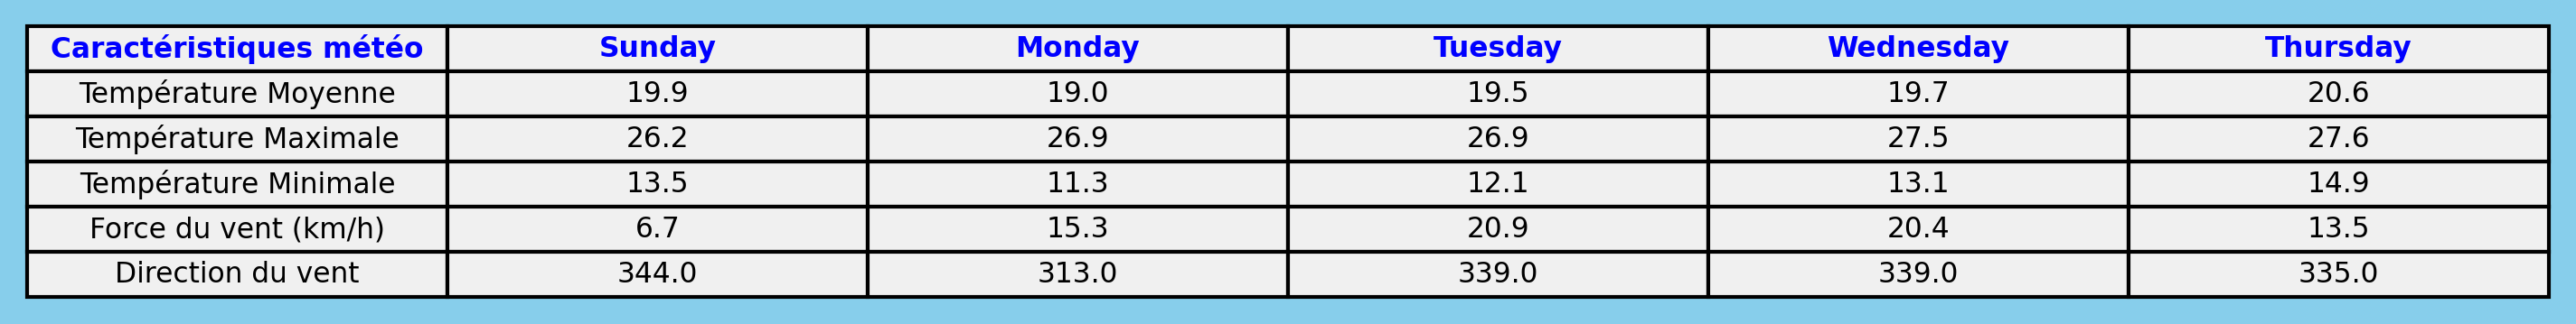 Caractéristiques météo Sunday Monday Tuesday Wednesday Thursday
Température Moyenne 19.9 19.0 19.5 19.7 20.6
Température Maximale 26.2 26.9 26.9 27.5 27.6
Température Minimale 13.5 11.3 12.1 13.1 14.9
Force du vent (km/h) 6.7 15.3 20.9 20.4 13.5
Direction du vent 344.0 313.0 339.0 339.0 335.0